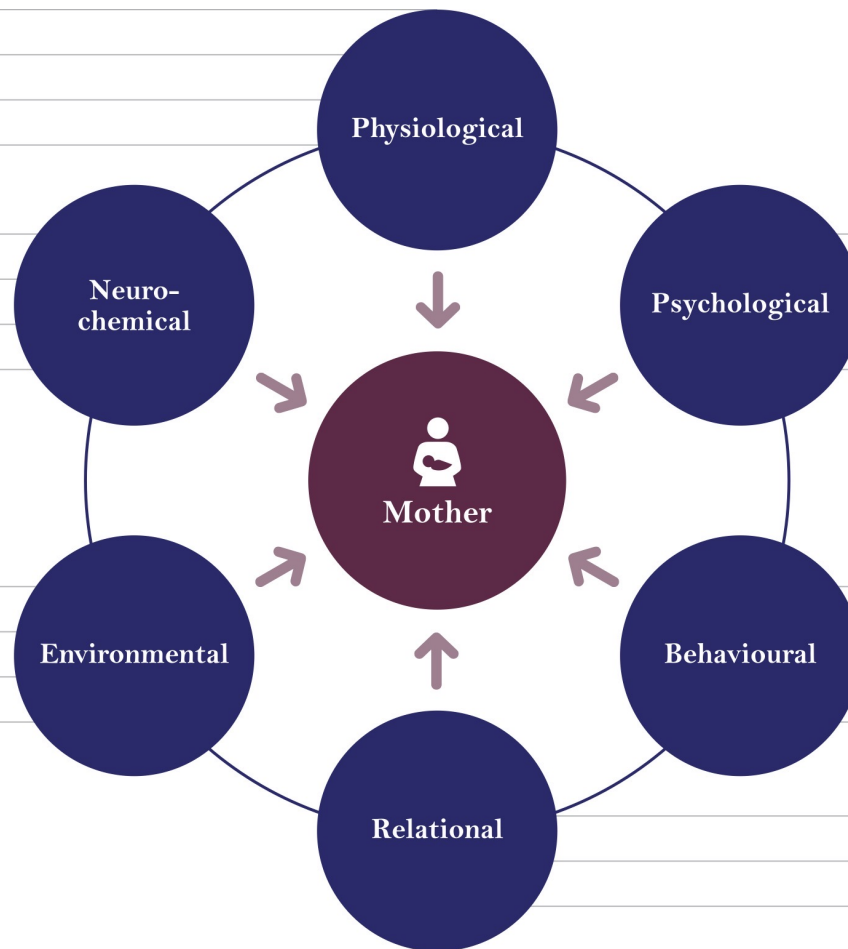 Physiological
Neuro-
chemical
Psychological
Mother
Environmental
Behavioural
Relational